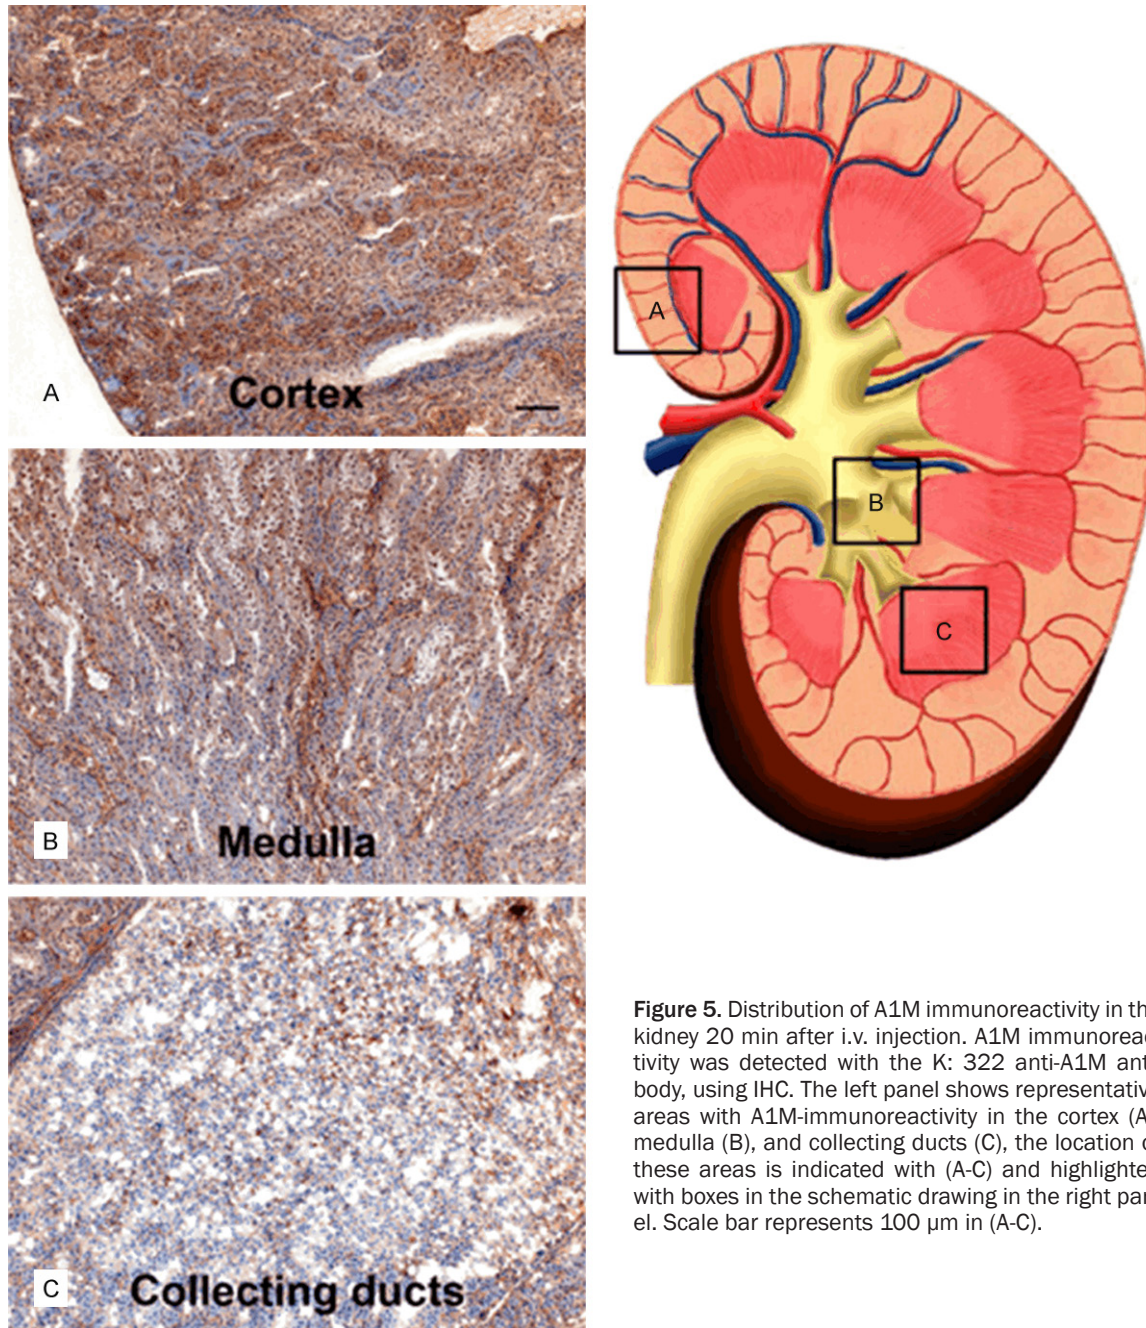 A
Cortex
B
Medulla
C
Collecting ducts
A
B
C
Figure 5. Distribution of A1M immunoreactivity in th
kidney 20 min after i.v. injection. A1M immunoreac
tivity was detected with the K: 322 anti-A1M ant
body, using IHC. The left panel shows representativ
areas with A1M-immunoreactivity in the cortex (A
medulla (B), and collecting ducts (C), the location o
these areas is indicated with (A-C) and highlighte
with boxes in the schematic drawing in the right pan
el. Scale bar represents 100 µm in (A-C).